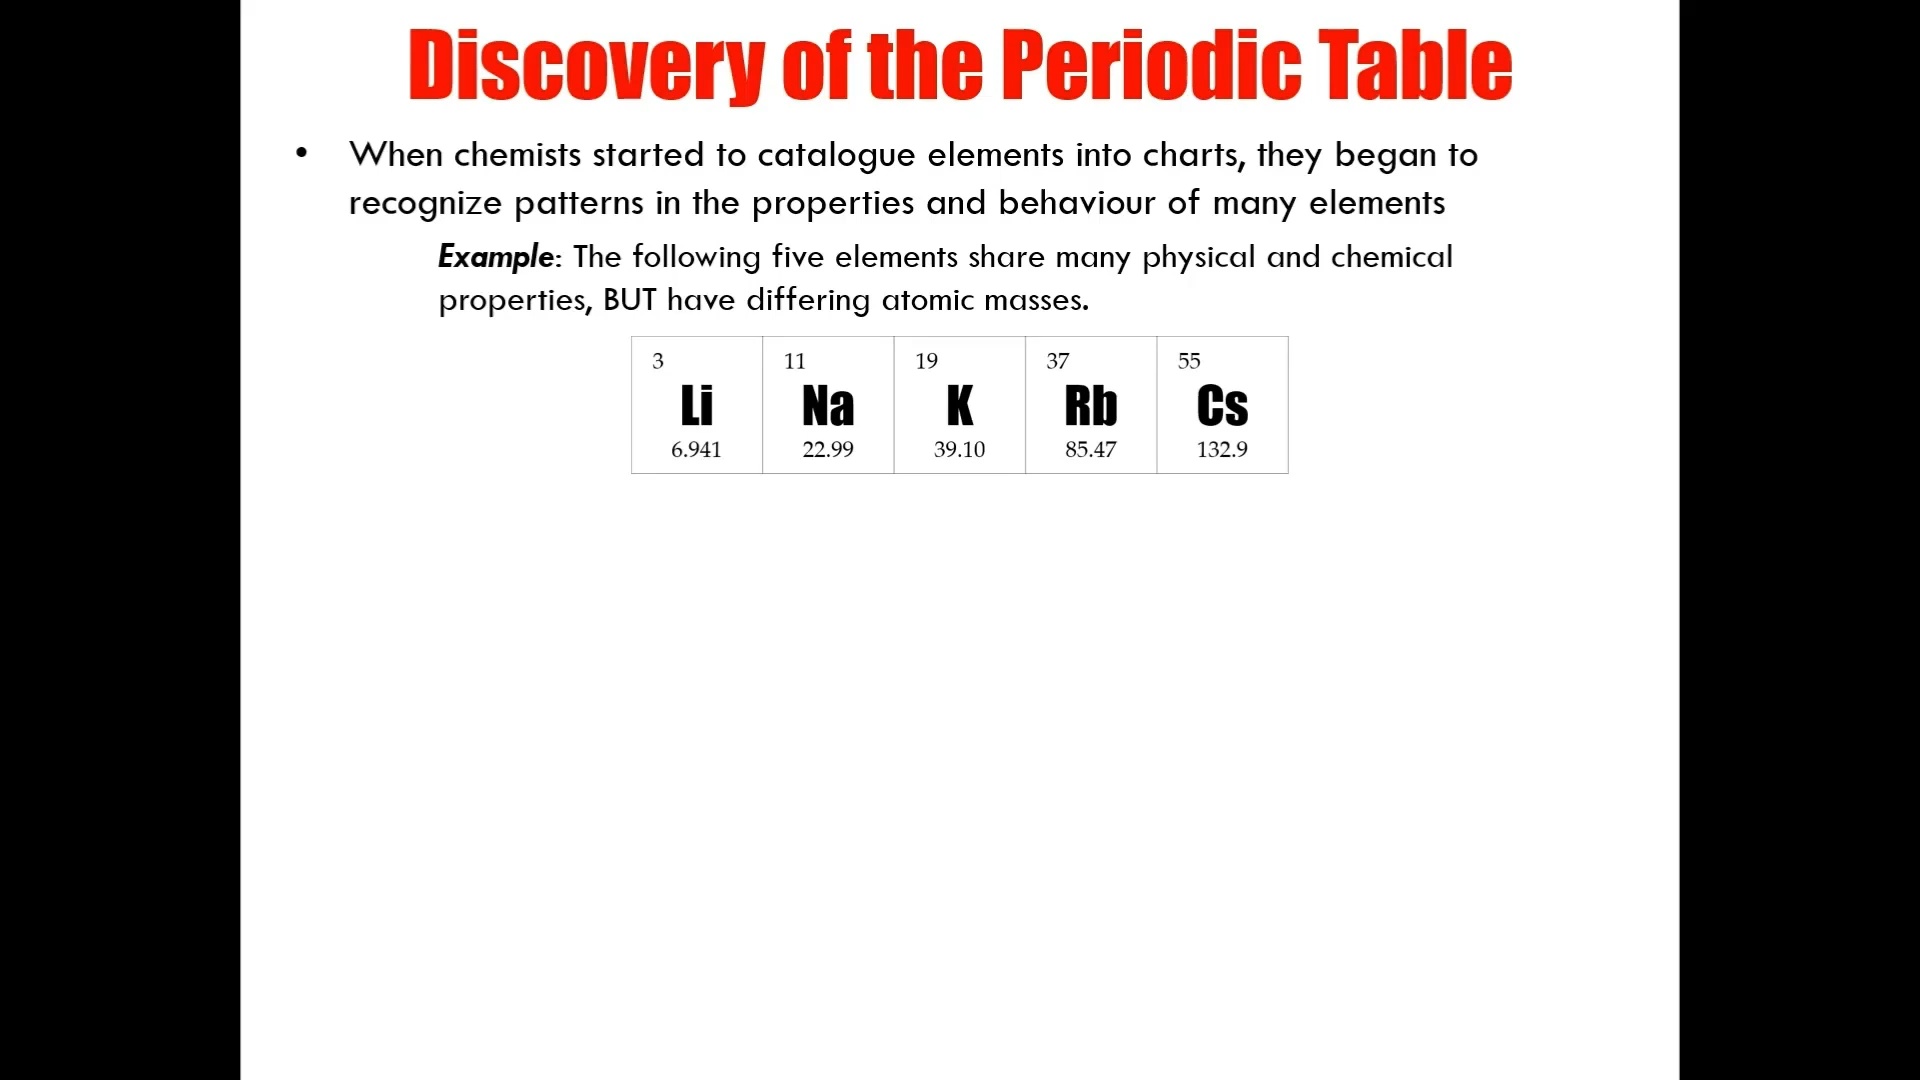 Discovery of the Periodic Table
• When chemists started to catalogue elements into charts, they began to
recognize patterns in the properties and behaviour of many elements
Example: The following five elements share many physical and chemical
properties, BUT have differing atomic masses.
3 11 19 37 55
Li Na K Rb Cs
6.941 22.99 39.10 85.47 132.9